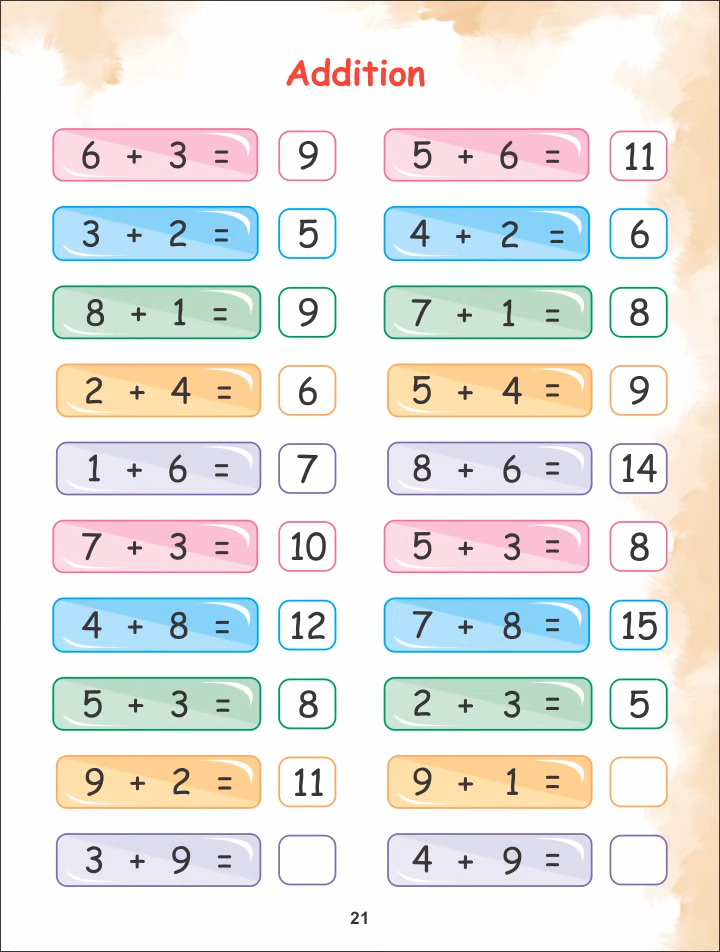 Addition
6 + 3 = 9 5 + 6 = 11
3 + 2 = 5 4 + 2 = 6
8 + 1 = 9 7 + 1 = 8
2 + 4 = 6 5 + 4 = 9
1 + 6 = 7 8 + 6 = 14
7 + 3 = 10 5 + 3 = 8
4 + 8 = 12 7 + 8 = 15
5 + 3 = 8 2 + 3 = 5
9 + 2 = 11 9 + 1 =
3 + 9 = 4 + 9 =
21